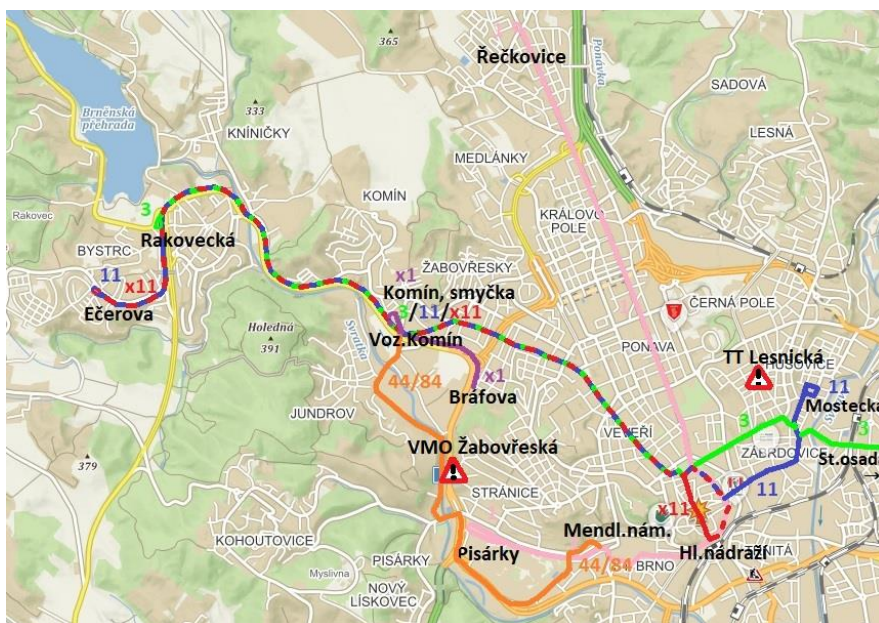 365
Řečkovice
Ponávka
SADOVÁ
Brněnská
přehrada
333
KNÍNIČKY
LESNÁ
MEDLÁNKY
KOMÍN
Rakovec
3
Rakovecká
KRÁLOVO
POLE
BYSTRC
11
x11
Ečerova
x1
ŽABOVŘESKY
Komín, smyčka
3/11/x11
ČERNÁ POLE
Holedná
391
Svratka
Voz.Komín
PONAVA
TT Lesnická
HUSOVICE
44/84
x1
Bráfova
11
Mostecká
JUNDROV
3
3
VEVEŘÍ
VMO Žabovřeská
ZÁBRDOVICE
St.osada
379
11
STRÁNICE
x11
KOHOUTOVICE
Mendl.nám.
Pisárky
Hl.nádraží
PISÁRKY
44/84
BRNO
Myslivna
NOVÝ
LÍSKOVEC